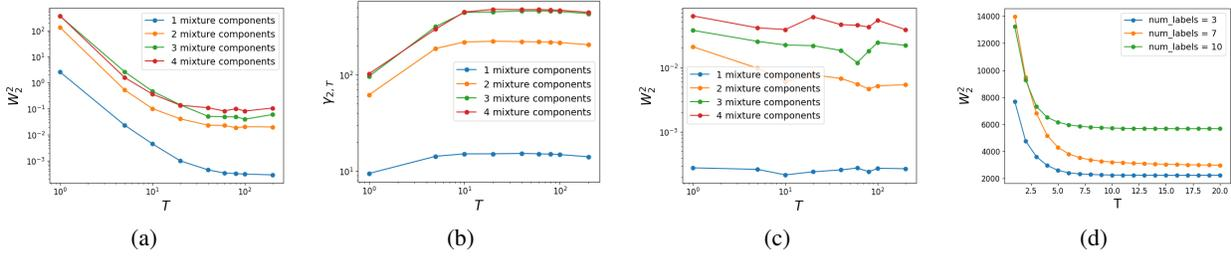 10²
10¹
10⁰
10⁻¹
10⁻²
10⁻³
W₂²
1 mixture components
2 mixture components
3 mixture components
4 mixture components
10⁰
10¹
10²
T
(a)
10²
10¹
γ₂,T
1 mixture components
2 mixture components
3 mixture components
4 mixture components
10⁰
10¹
10²
T
(b)
10⁻²
10⁻³
W₂²
1 mixture components
2 mixture components
3 mixture components
4 mixture components
10⁰
10¹
10²
T
(c)
14000
12000
10000
8000
6000
4000
2000
W₂²
num_labels = 3
num_labels = 7
num_labels = 10
2.5
5.0
7.5
10.0
12.5
15.0
17.5
20.0
T
(d)